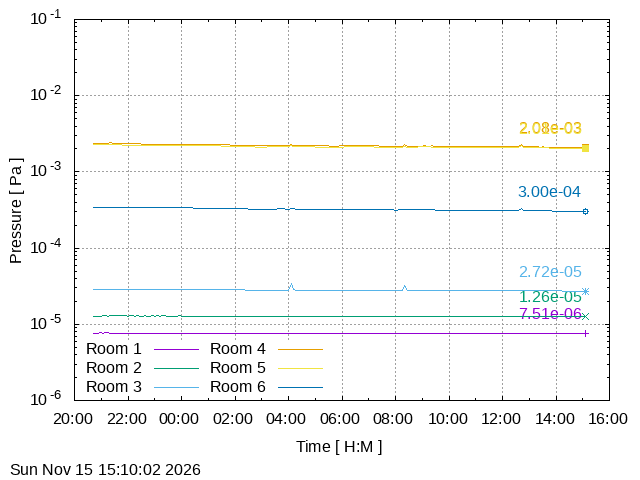 10^-1
10^-2
10^-3
10^-4
10^-5
10^-6
Pressure [ Pa ]
2.08e-03
3.00e-04
2.72e-05
1.26e-05
7.51e-06
Room 1 Room 4
Room 2 Room 5
Room 3 Room 6
20:00 22:00 00:00 02:00 04:00 06:00 08:00 10:00 12:00 14:00 16:00
Time [ H:M ]
Sun Nov 15 15:10:02 2026